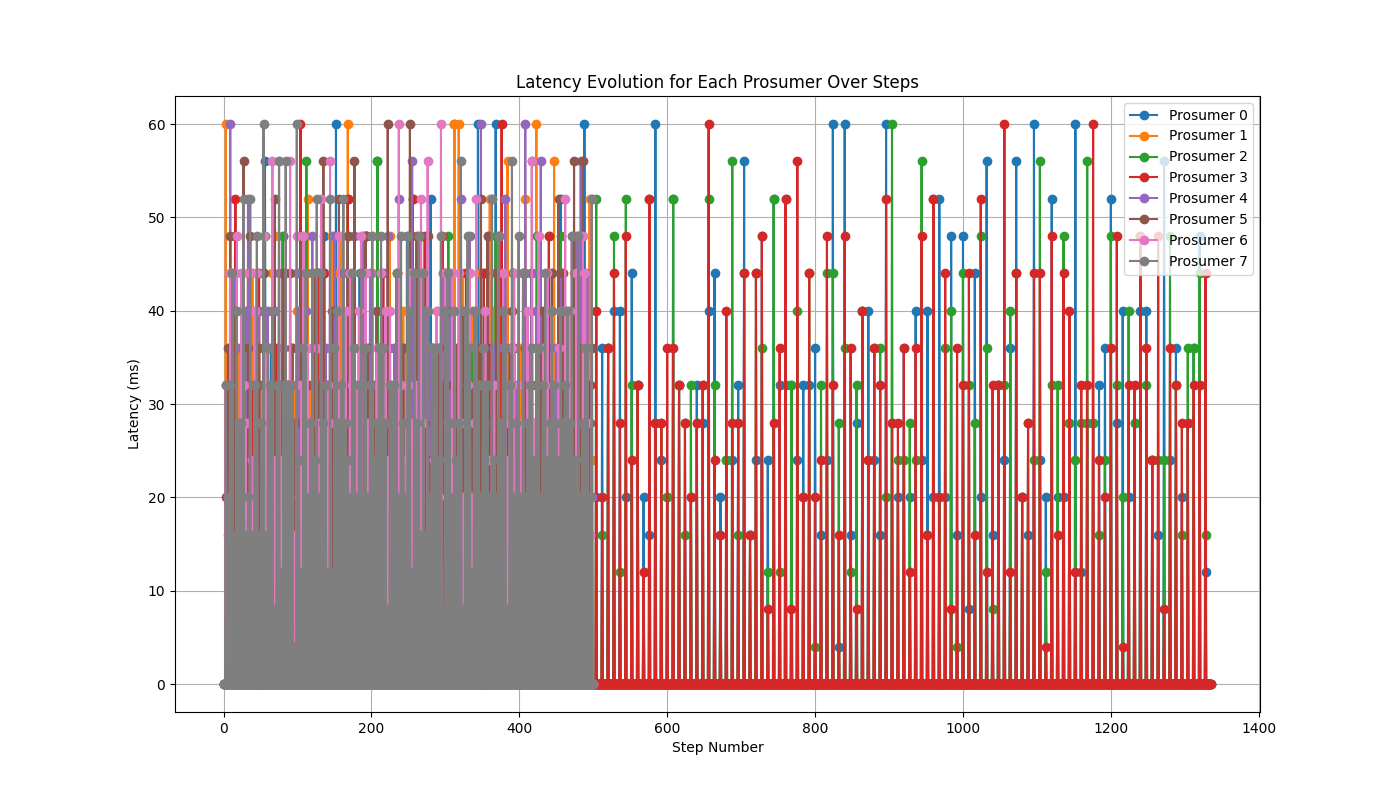 Latency Evolution for Each Prosumer Over Steps
Latency (ms)
60
50
40
30
20
10
0
0 200 400 600 800 1000 1200 1400
Step Number
Prosumer 0
Prosumer 1
Prosumer 2
Prosumer 3
Prosumer 4
Prosumer 5
Prosumer 6
Prosumer 7